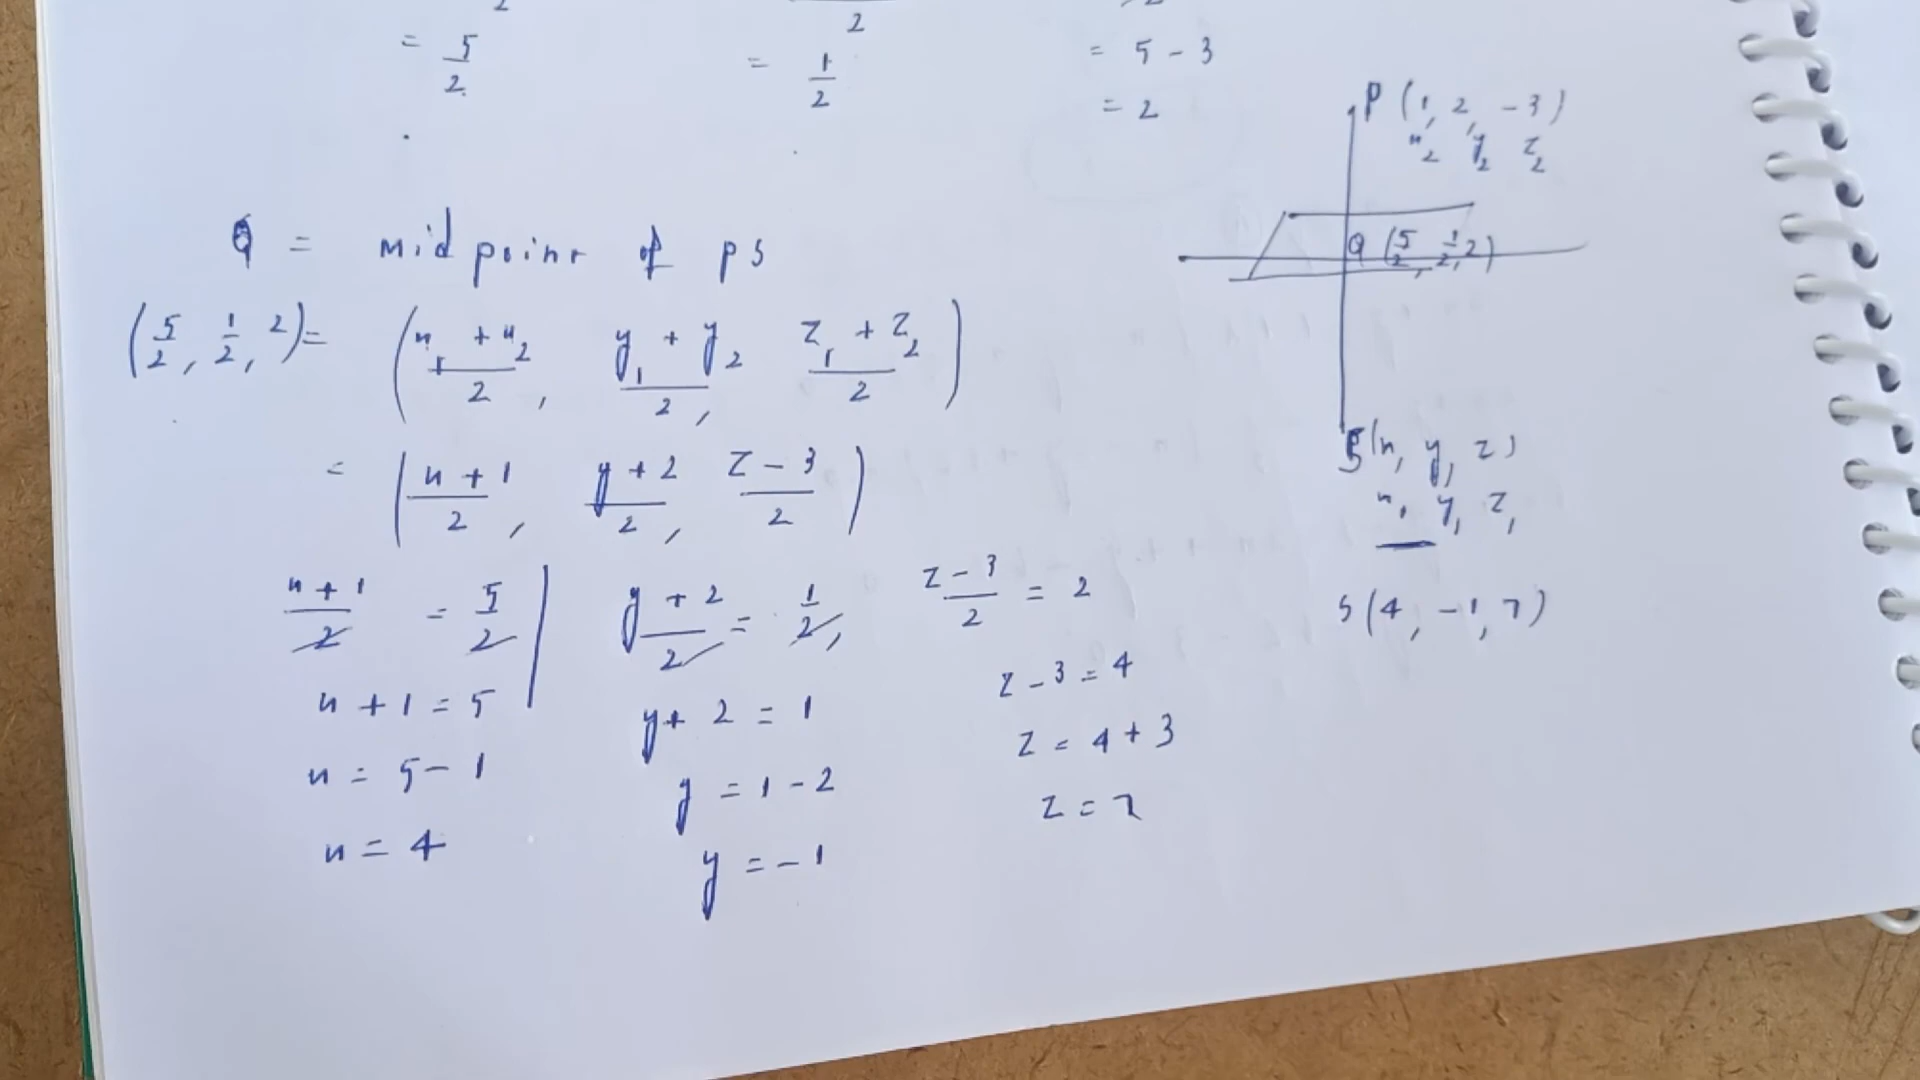 = 5/2
2
= 1/2
= 5 - 3
= 2
P (1, 2, -3)
x₂ y₂ z₂
Q (5/2, 1/2, 2)
S(x, y, z)
x₁ y₁ z₁
S(4, -1, 7)
Q = mid point of PS
(5/2, 1/2, 2) = ((x₁ + x₂)/2, (y₁ + y₂)/2, (z₁ + z₂)/2)
= ((x + 1)/2, (y + 2)/2, (z - 3)/2)
(x + 1)/2 = 5/2
x + 1 = 5
x = 5 - 1
x = 4
(y + 2)/2 = 1/2,
y + 2 = 1
y = 1 - 2
y = -1
(z - 3)/2 = 2
z - 3 = 4
z = 4 + 3
z = 7